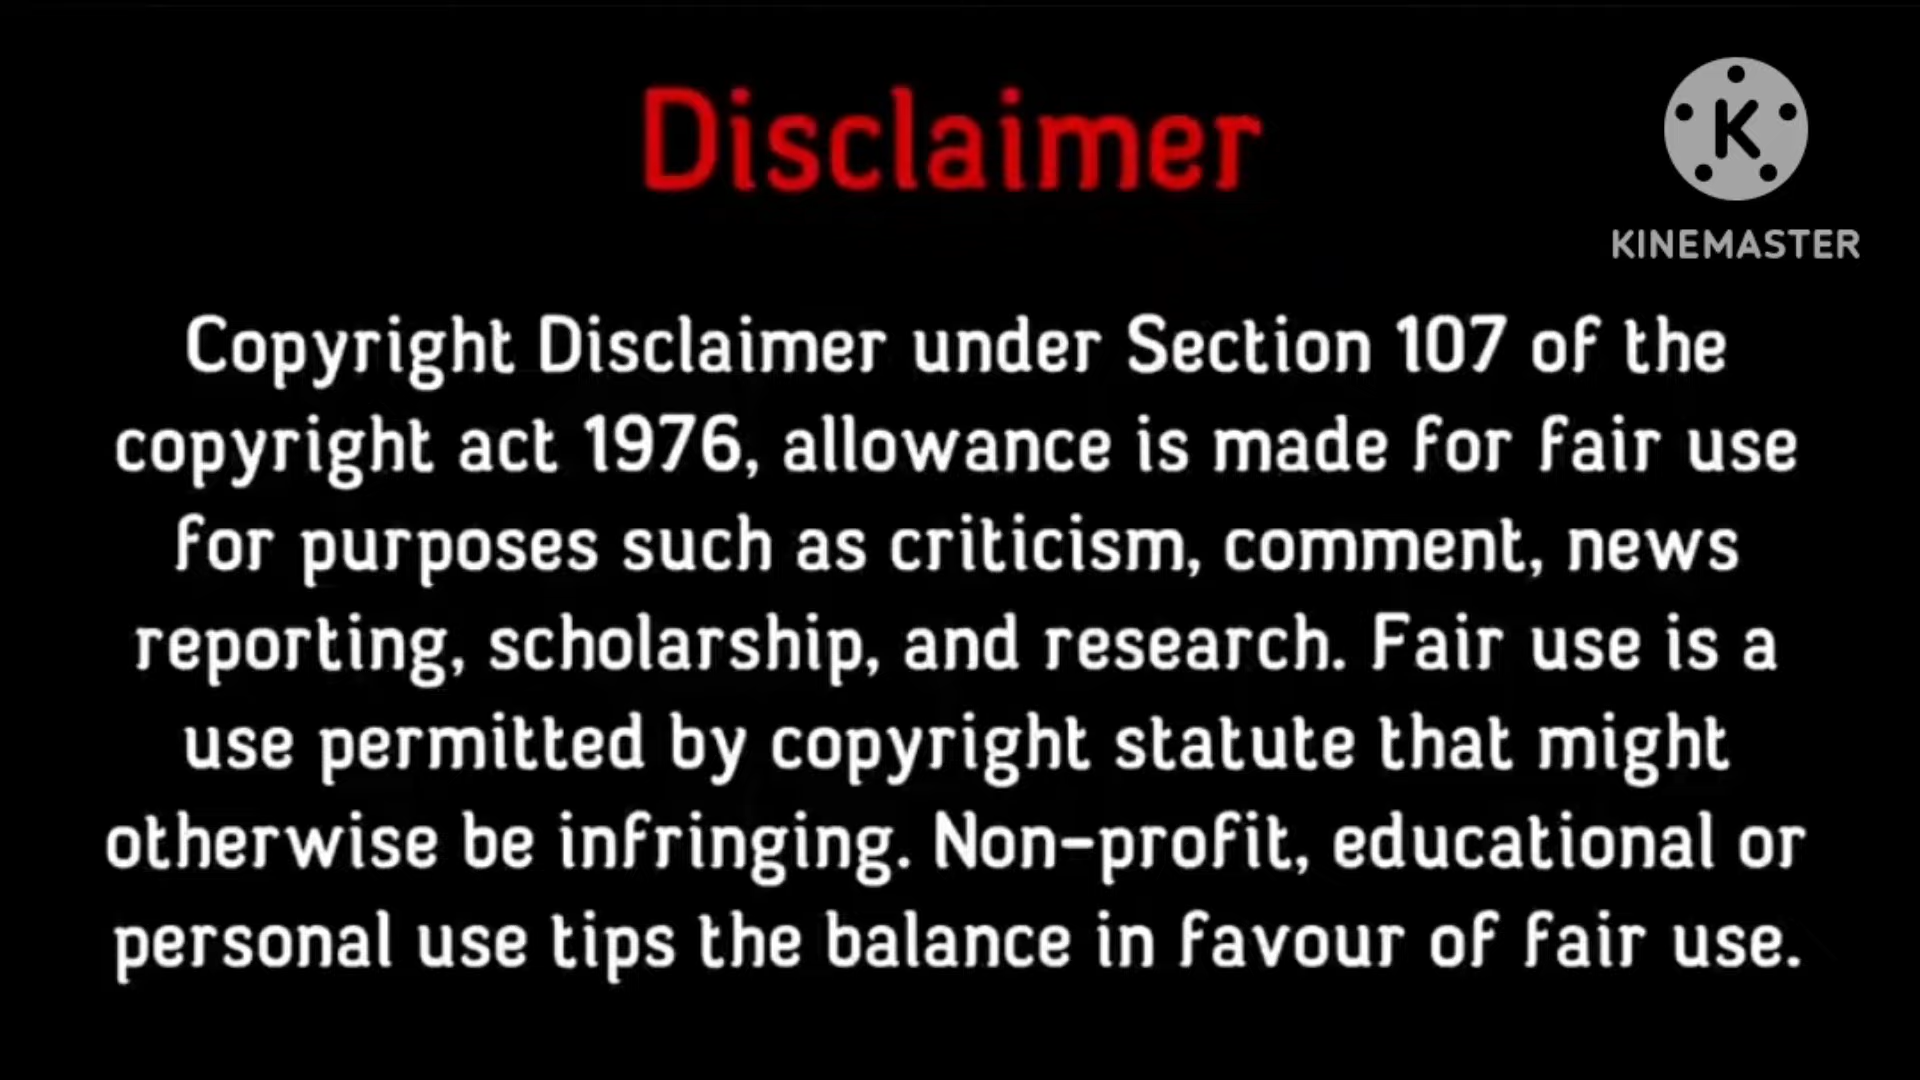 Disclaimer
K
KINEMASTER
Copyright Disclaimer under Section 107 of the
copyright act 1976, allowance is made for fair use
for purposes such as criticism, comment, news
reporting, scholarship, and research. Fair use is a
use permitted by copyright statute that might
otherwise be infringing. Non-profit, educational or
personal use tips the balance in favour of fair use.